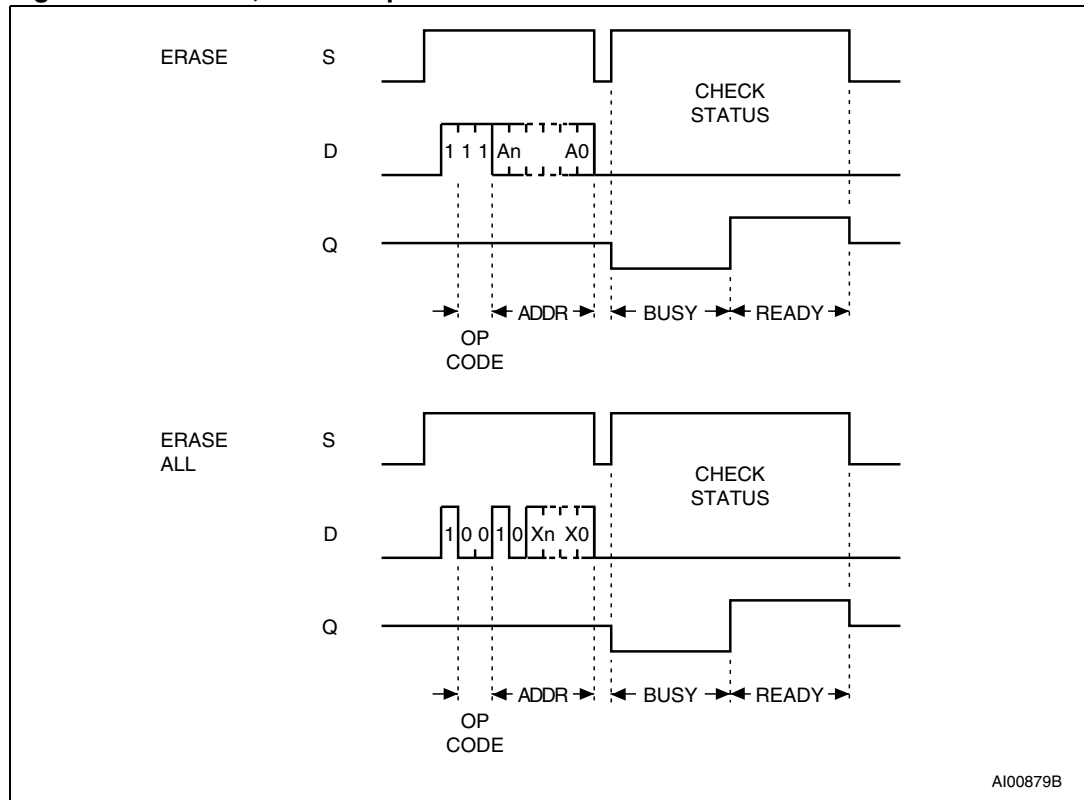 ERASE S
CHECK
STATUS
D 1 1 1 An A0
Q
ADDR BUSY READY
OP
CODE
ERASE
ALL S
CHECK
STATUS
D 1 0 0 1 0 Xn X0
Q
ADDR BUSY READY
OP
CODE
AI00879B